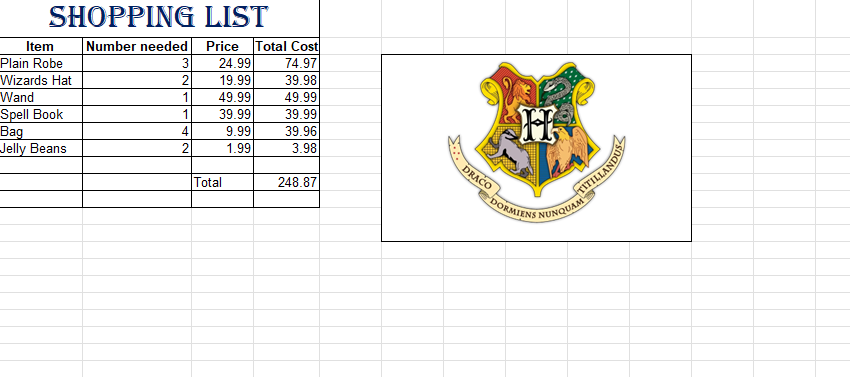 SHOPPING LIST
Item Number needed Price Total Cost
Plain Robe 3 24.99 74.97
Wizards Hat 2 19.99 39.98
Wand 1 49.99 49.99
Spell Book 1 39.99 39.99
Bag 4 9.99 39.96
Jelly Beans 2 1.99 3.98
Total 248.87
H
DRACO DORMIENS NUNQUAM TITILLANDUS